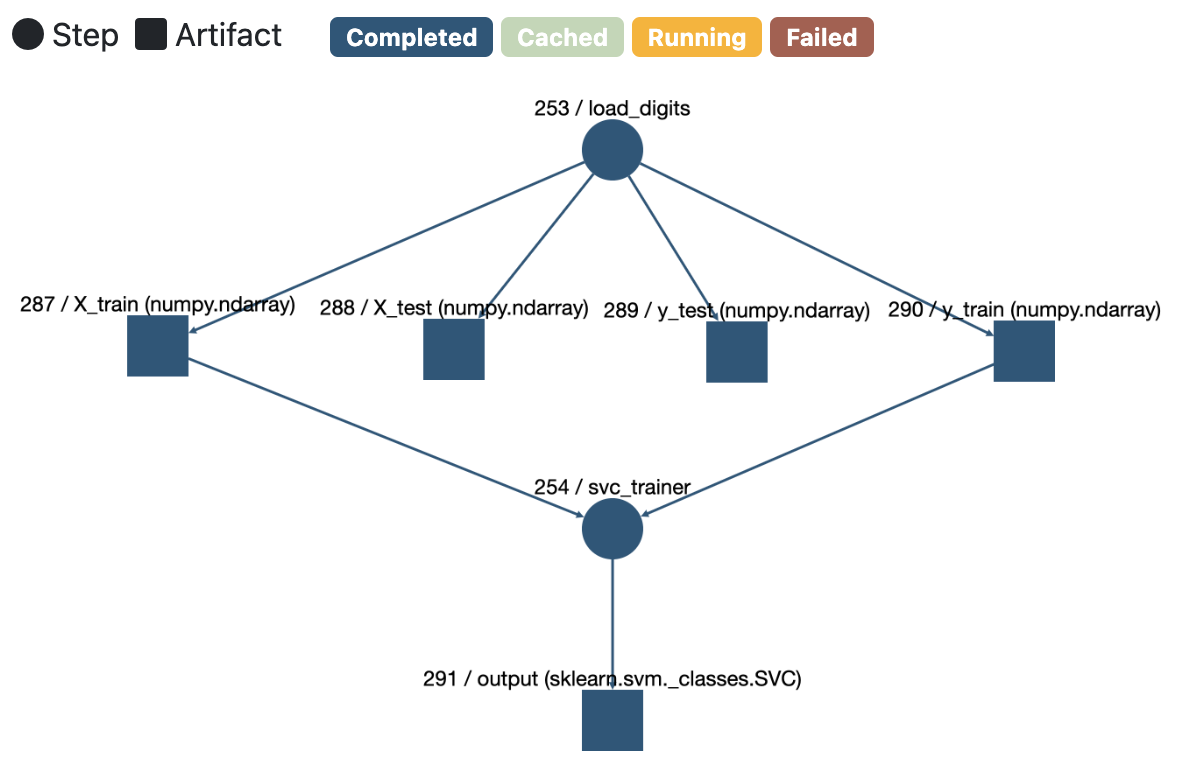 Step Artifact Completed Cached Running Failed
253 / load_digits
287 / X_train (numpy.ndarray) 288 / X_test (numpy.ndarray) 289 / y_test (numpy.ndarray) 290 / y_train (numpy.ndarray)
254 / svc_trainer
291 / output (sklearn.svm._classes.SVC)